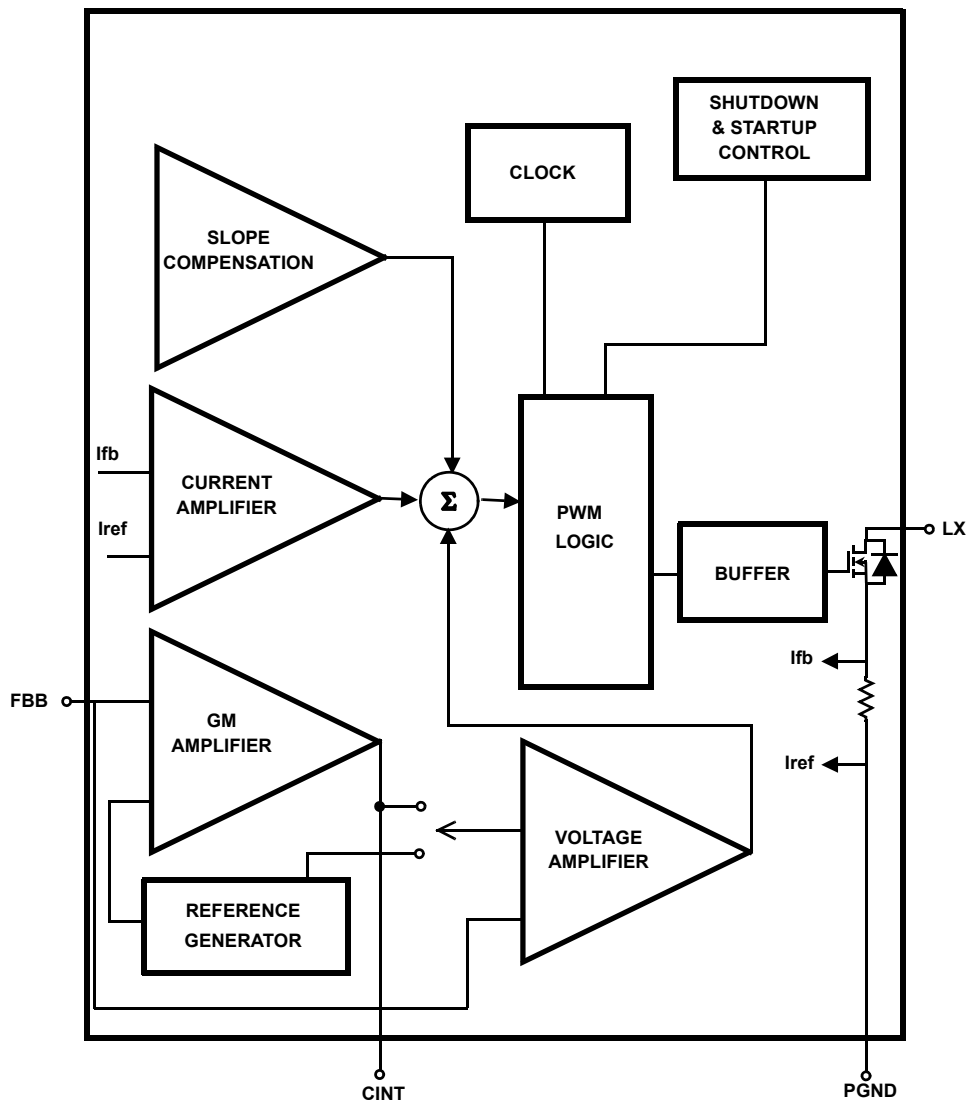 SHUTDOWN
& STARTUP
CONTROL
CLOCK
SLOPE
COMPENSATION
Ifb
Iref
CURRENT
AMPLIFIER
Σ
PWM
LOGIC
BUFFER
LX
Ifb
Iref
FBB
GM
AMPLIFIER
VOLTAGE
AMPLIFIER
REFERENCE
GENERATOR
CINT
PGND